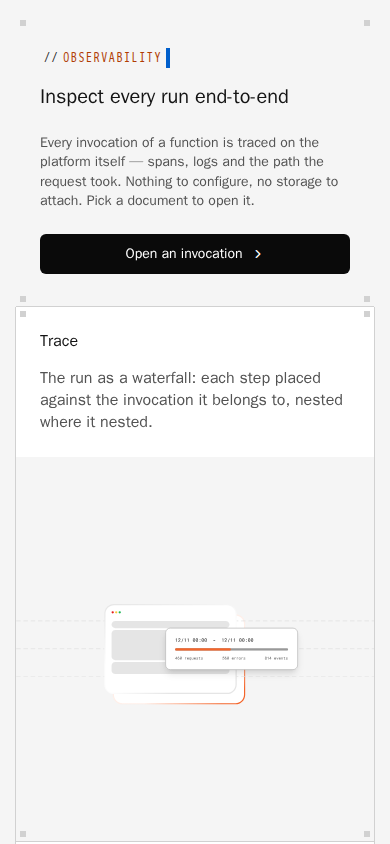 // OBSERVABILITY
Inspect every run end-to-end
Every invocation of a function is traced on the
platform itself — spans, logs and the path the
request took. Nothing to configure, no storage to
attach. Pick a document to open it.
Open an invocation
Trace
The run as a waterfall: each step placed
against the invocation it belongs to, nested
where it nested.
12/11 00:00 - 12/11 00:00
requests errors events